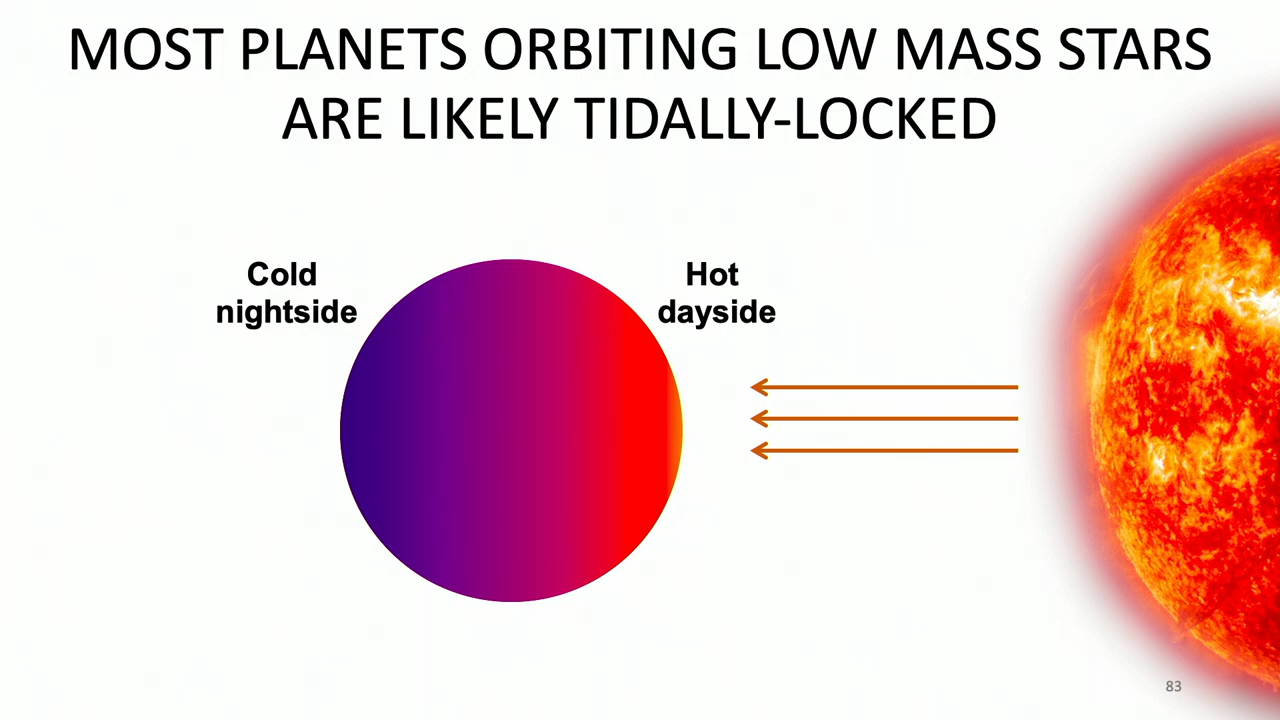 MOST PLANETS ORBITING LOW MASS STARS
ARE LIKELY TIDALLY-LOCKED
Cold
nightside
Hot
dayside
83